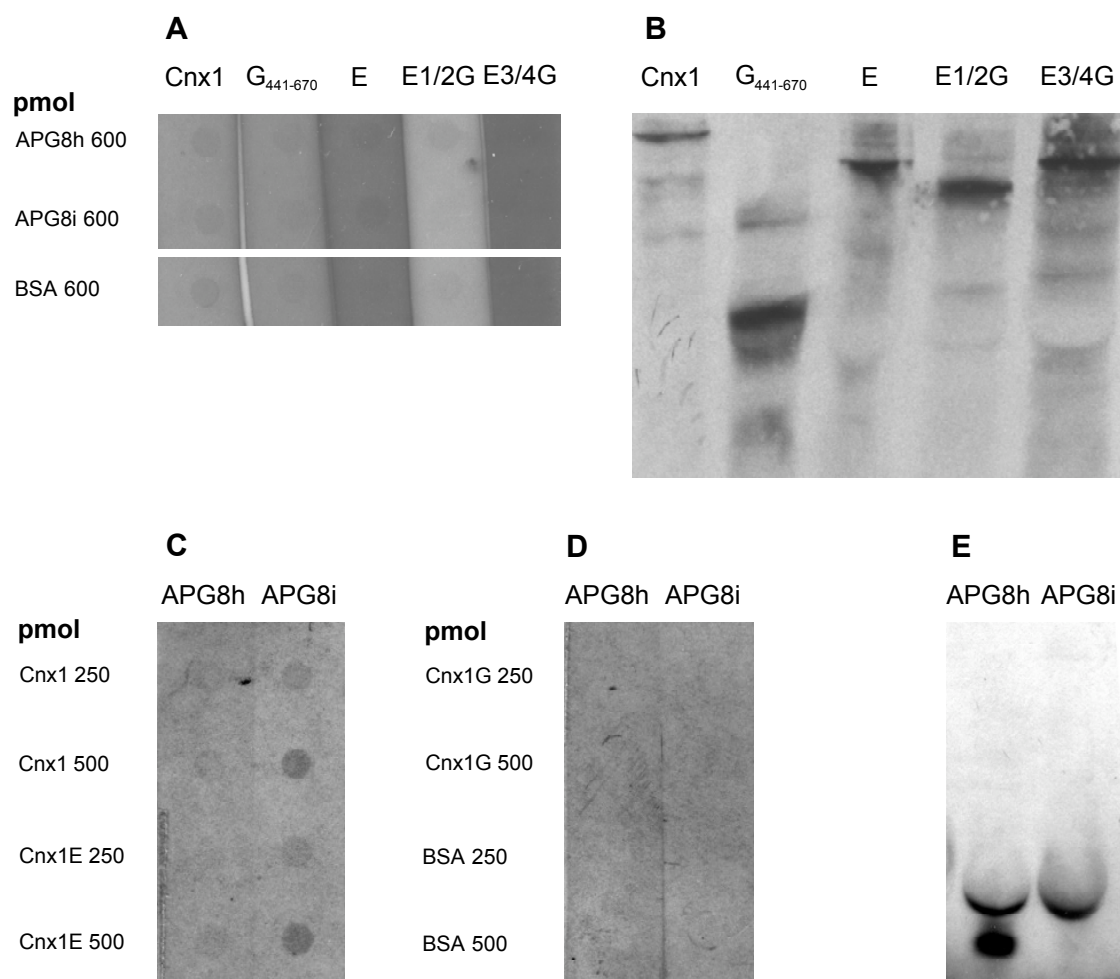 A
Cnx1 G441-670 E E1/2G E3/4G
pmol
APG8h 600
APG8i 600
BSA 600
B
Cnx1 G441-670 E E1/2G E3/4G
C
APG8h APG8i
pmol
Cnx1 250
Cnx1 500
Cnx1E 250
Cnx1E 500
D
APG8h APG8i
pmol
Cnx1G 250
Cnx1G 500
BSA 250
BSA 500
E
APG8h APG8i